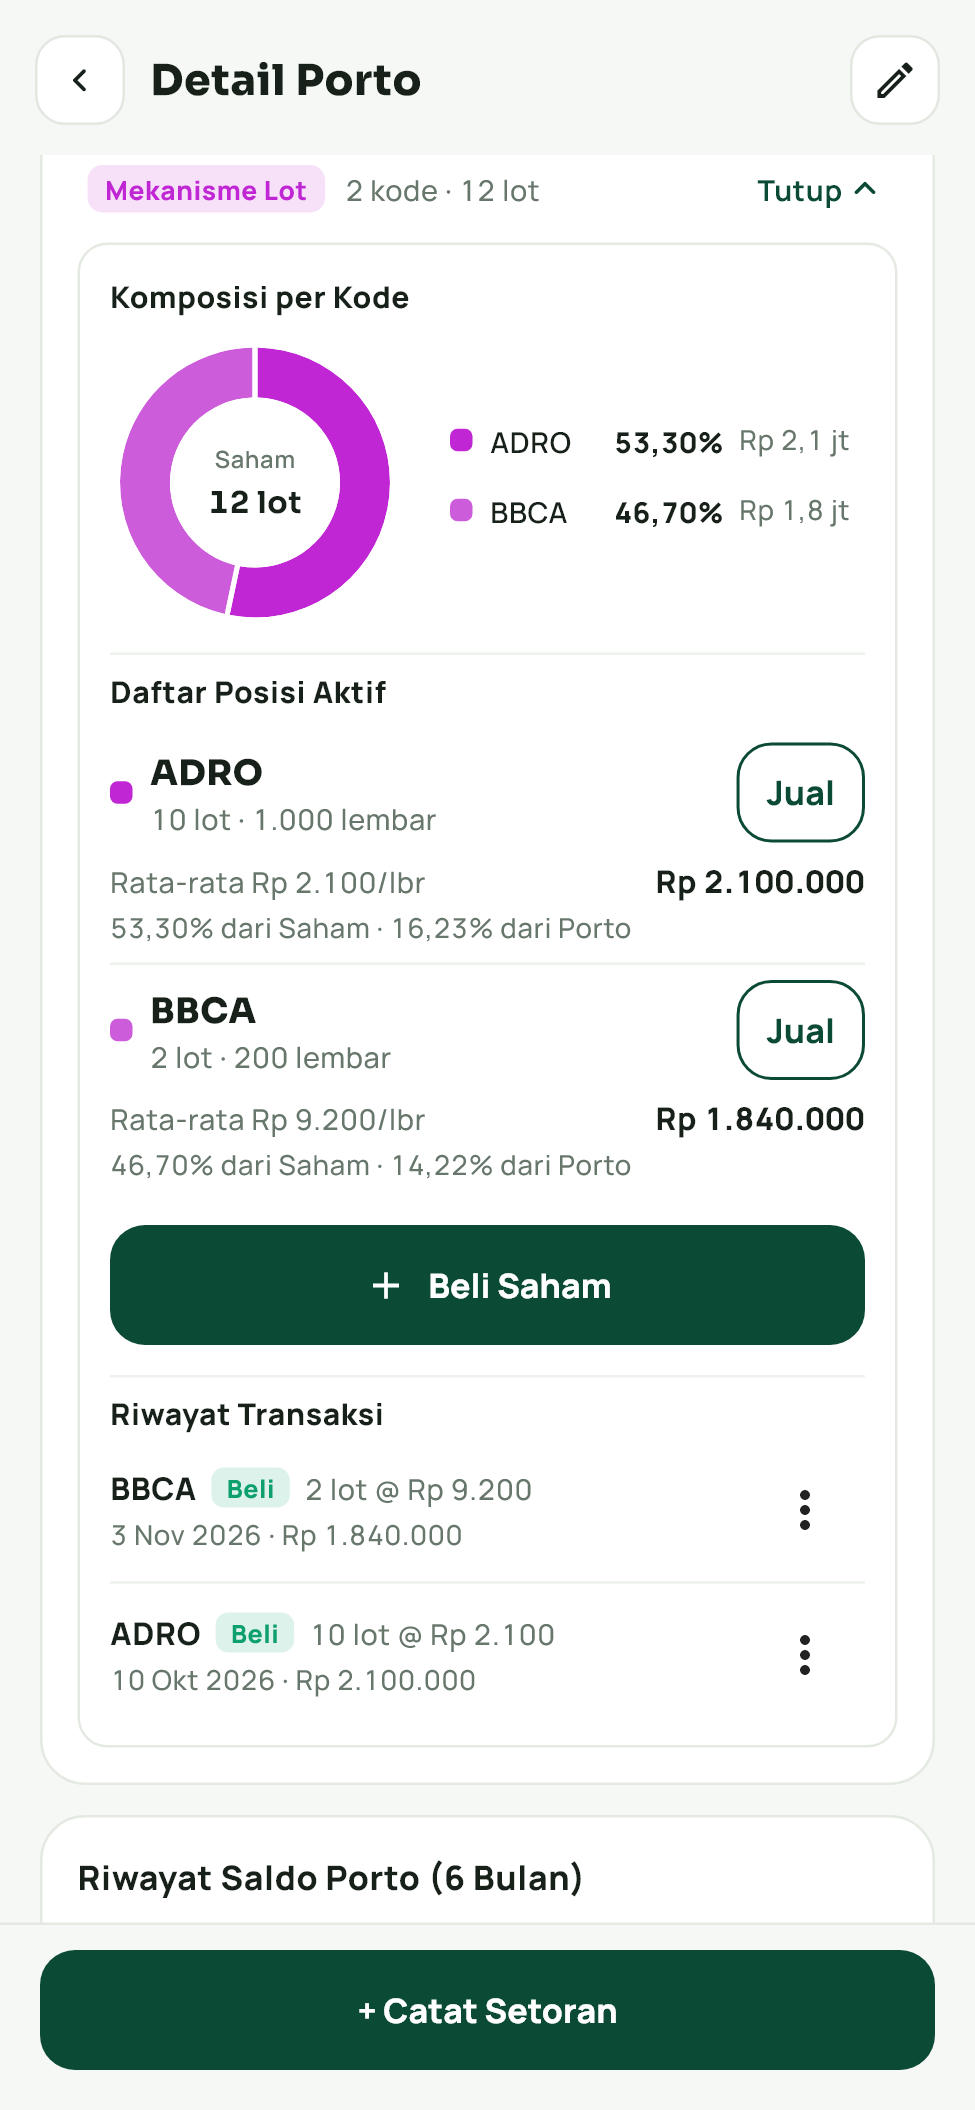 Detail Porto
Mekanisme Lot 2 kode · 12 lot Tutup
Komposisi per Kode
Saham
12 lot
ADRO 53,30% Rp 2,1 jt
BBCA 46,70% Rp 1,8 jt
Daftar Posisi Aktif
ADRO
10 lot · 1.000 lembar
Jual
Rata-rata Rp 2.100/lbr Rp 2.100.000
53,30% dari Saham · 16,23% dari Porto
BBCA
2 lot · 200 lembar
Jual
Rata-rata Rp 9.200/lbr Rp 1.840.000
46,70% dari Saham · 14,22% dari Porto
+ Beli Saham
Riwayat Transaksi
BBCA Beli 2 lot @ Rp 9.200
3 Nov 2026 · Rp 1.840.000
ADRO Beli 10 lot @ Rp 2.100
10 Okt 2026 · Rp 2.100.000
Riwayat Saldo Porto (6 Bulan)
+ Catat Setoran